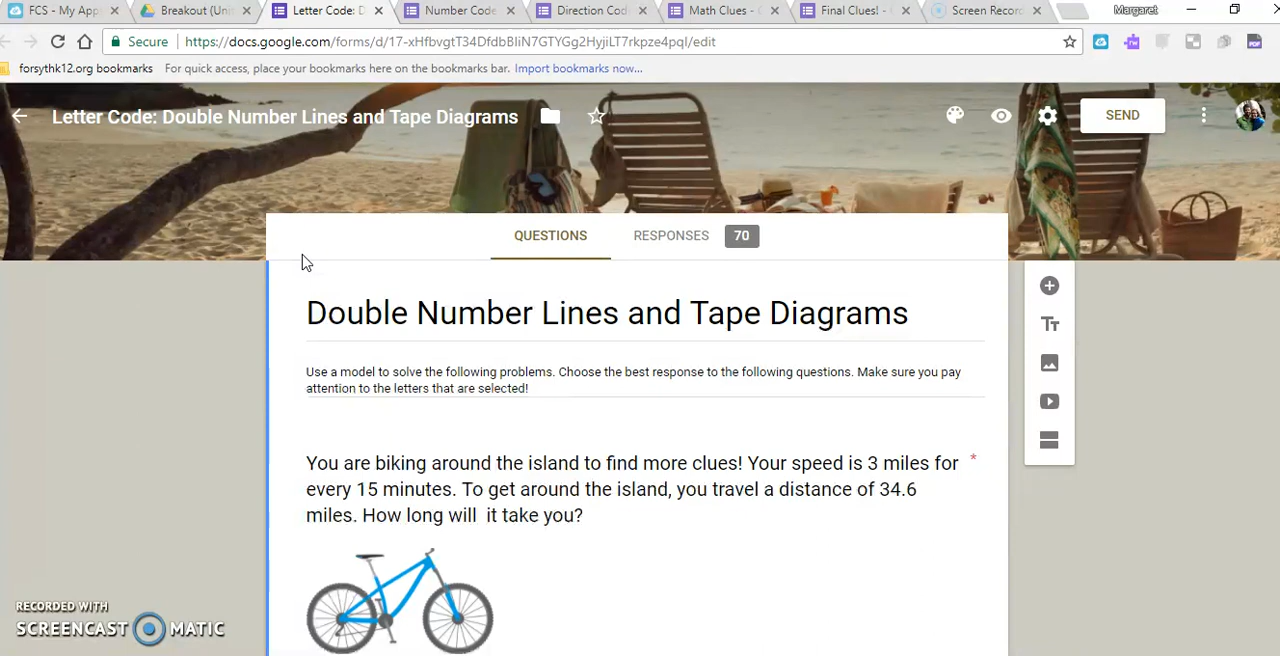 FCS - My App
Breakout (Uni
Letter Code: D
Number Code
Direction Cod
Math Clues - G
Final Clues! - G
Screen Record
Margaret
Secure
https://docs.google.com/forms/d/17-xHfbvgtT34DfdbBIiN7GTYGg2HyjiLT7rkpze4pqI/edit
forsythk12.org bookmarks
For quick access, place your bookmarks here on the bookmarks bar. Import bookmarks now...
Letter Code: Double Number Lines and Tape Diagrams
SEND
QUESTIONS
RESPONSES 70
Double Number Lines and Tape Diagrams
Use a model to solve the following problems. Choose the best response to the following questions. Make sure you pay
attention to the letters that are selected!
You are biking around the island to find more clues! Your speed is 3 miles for *
every 15 minutes. To get around the island, you travel a distance of 34.6
miles. How long will it take you?
Tт
RECORDED WITH
SCREENCAST MATIC